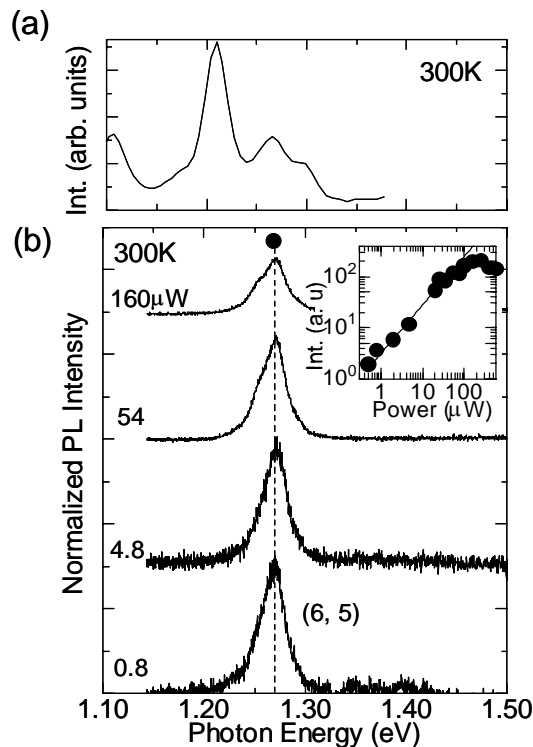 (a)
300K
Int. (arb. units)
(b)
300K
160μW
54
4.8
0.8
(6, 5)
Normalized PL Intensity
Int. (a. u)
10²
10¹
10⁰
1
10
100
Power (μW)
1.10
1.20
1.30
1.40
1.50
Photon Energy (eV)